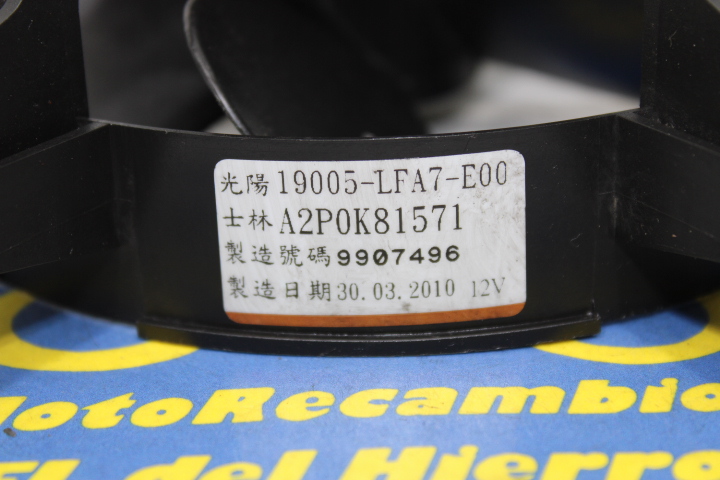 光陽 19005-LFA7-E00
士林 A2P0K81571
製造號碼 9907496
製造日期 30.03.2010 12V
MotoRecambio
El del Hierro